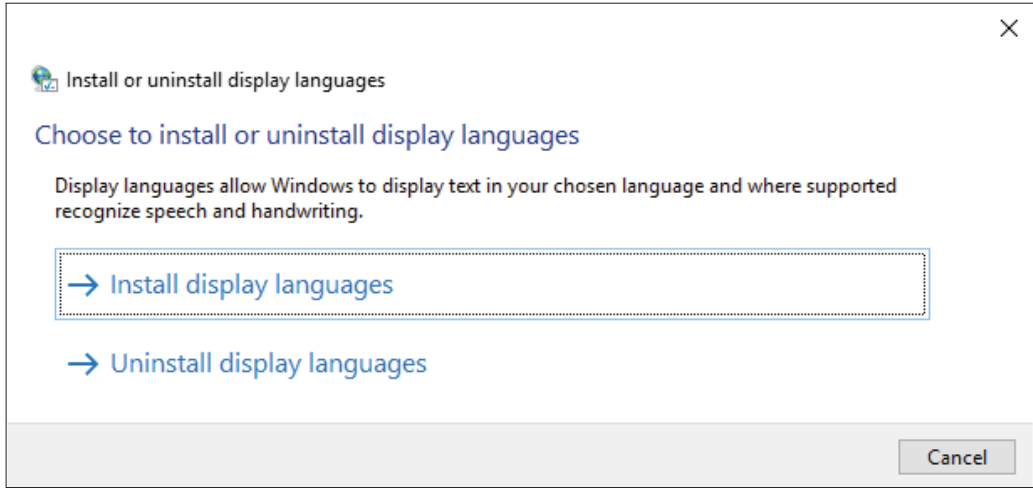 Install or uninstall display languages
Choose to install or uninstall display languages
Display languages allow Windows to display text in your chosen language and where supported
recognize speech and handwriting.
Install display languages
Uninstall display languages
Cancel